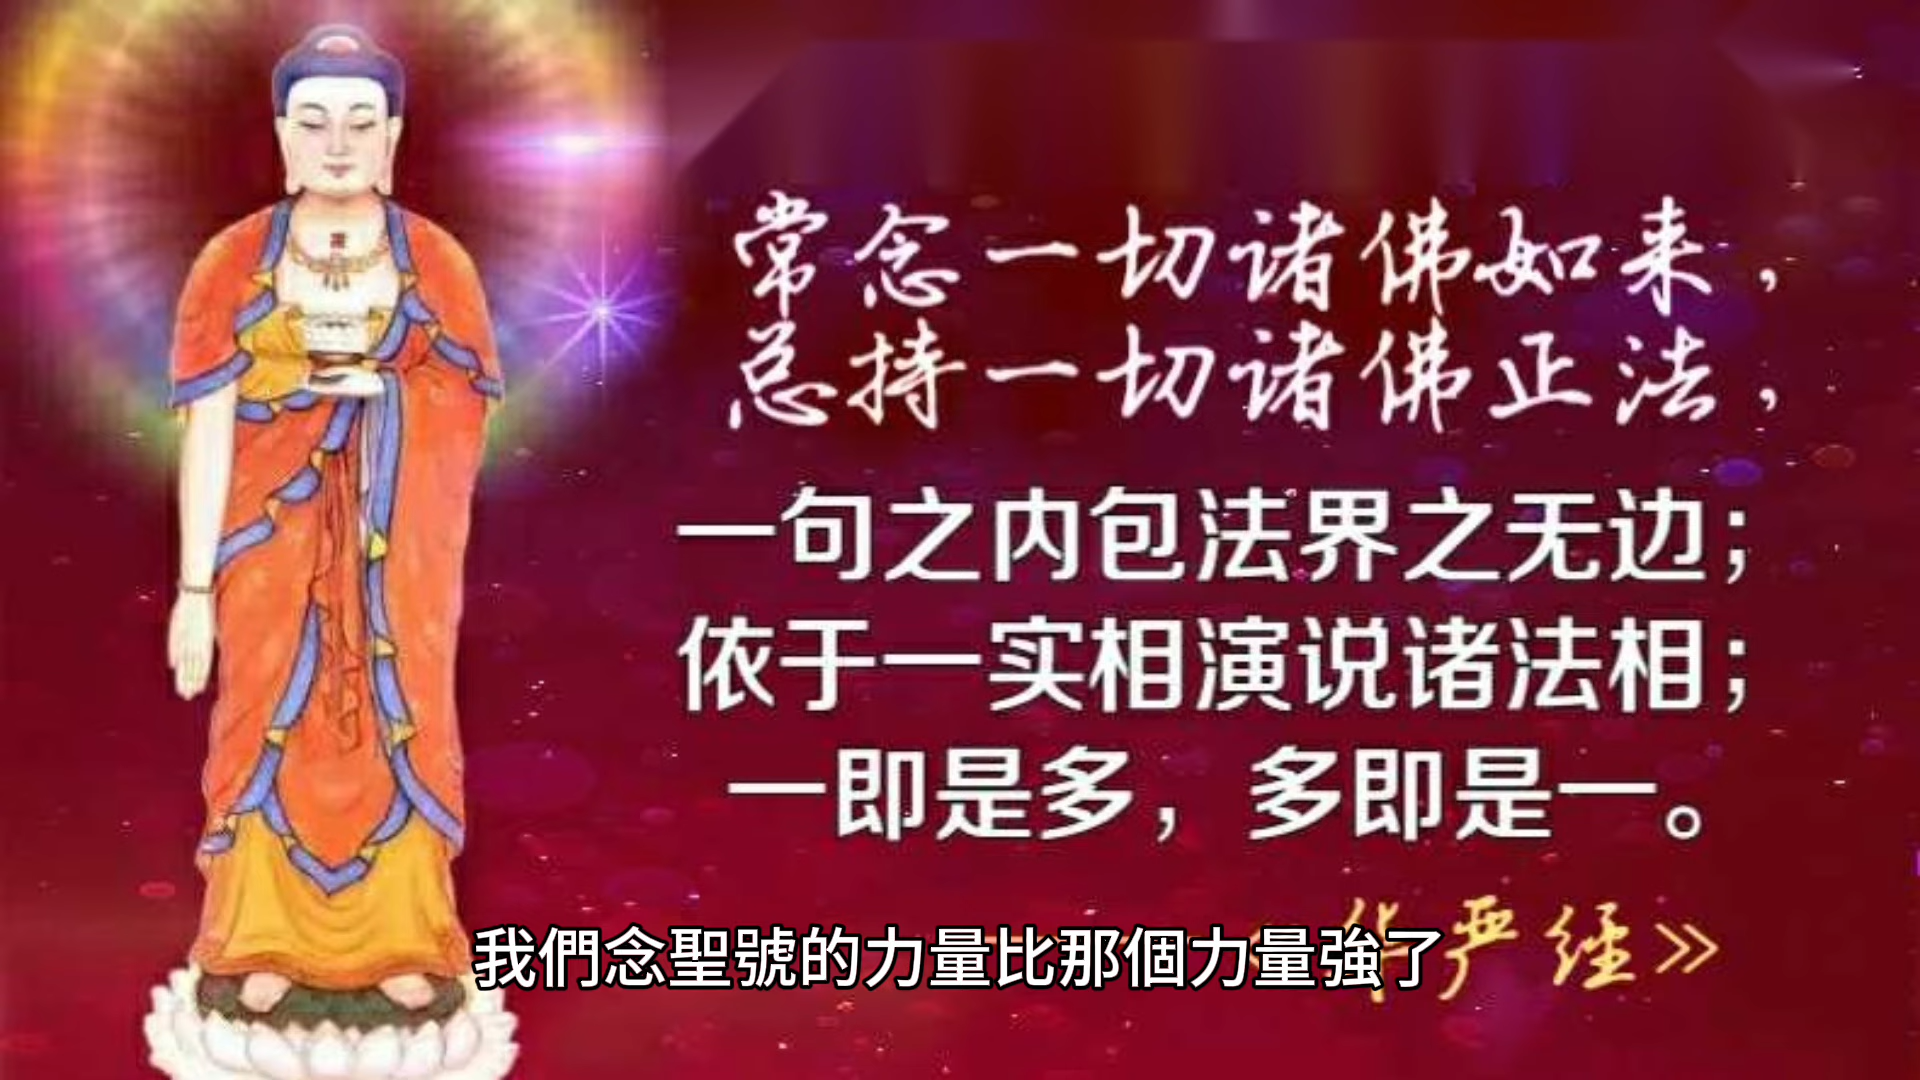 常念一切诸佛如来，
总持一切诸佛正法，
一句之内包法界之无边；
依于一实相演说诸法相；
一即是多，多即是一。
华严经》
我們念聖號的力量比那個力量強了